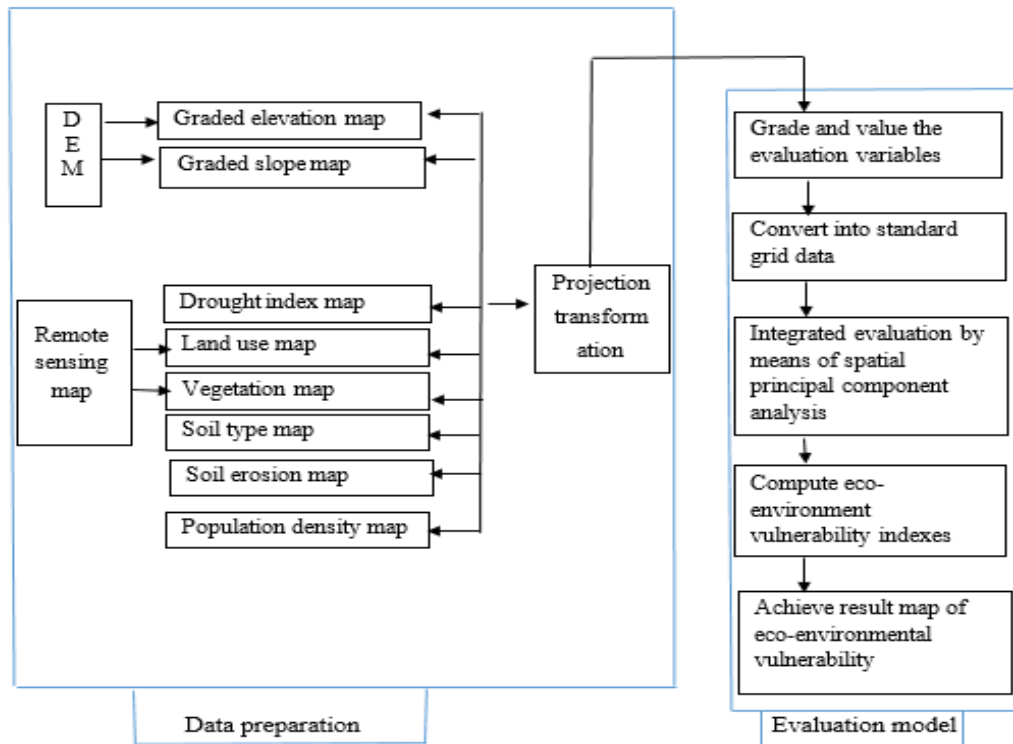 D
E
M
Graded elevation map
Graded slope map
Remote
sensing
map
Drought index map
Land use map
Vegetation map
Soil type map
Soil erosion map
Population density map
Projection
transform
ation
Data preparation
Grade and value the
evaluation variables
Convert into standard
grid data
Integrated evaluation by
means of spatial
principal component
analysis
Compute eco-
environment
vulnerability indexes
Achieve result map of
eco-environmental
vulnerability
Evaluation model